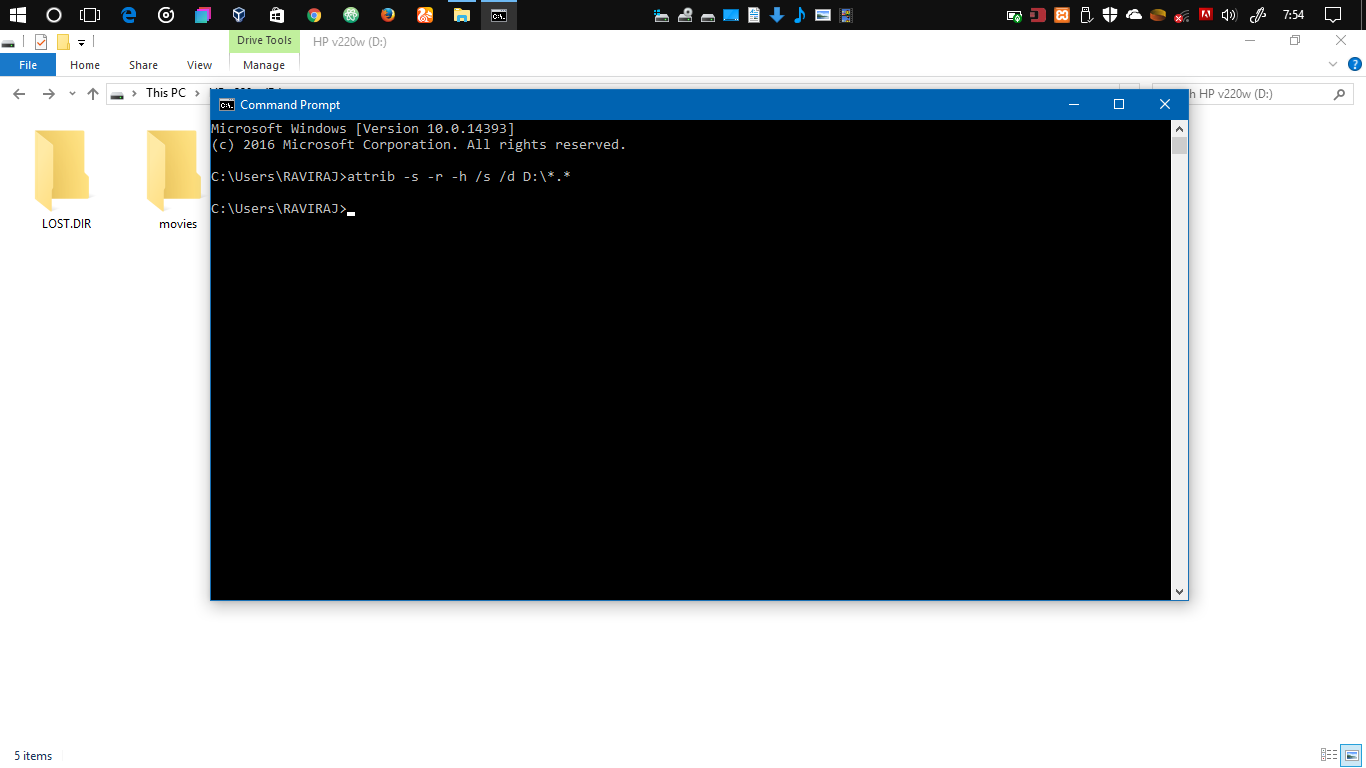 7:54
Drive Tools
HP v220w (D:)
File
Home
Share
View
Manage
This PC
h HP v220w (D:)
Command Prompt
Microsoft Windows [Version 10.0.14393]
(c) 2016 Microsoft Corporation. All rights reserved.
C:\Users\RAVIRAJ>attrib -s -r -h /s /d D:\*.*
C:\Users\RAVIRAJ>
LOST.DIR
movies
5 items